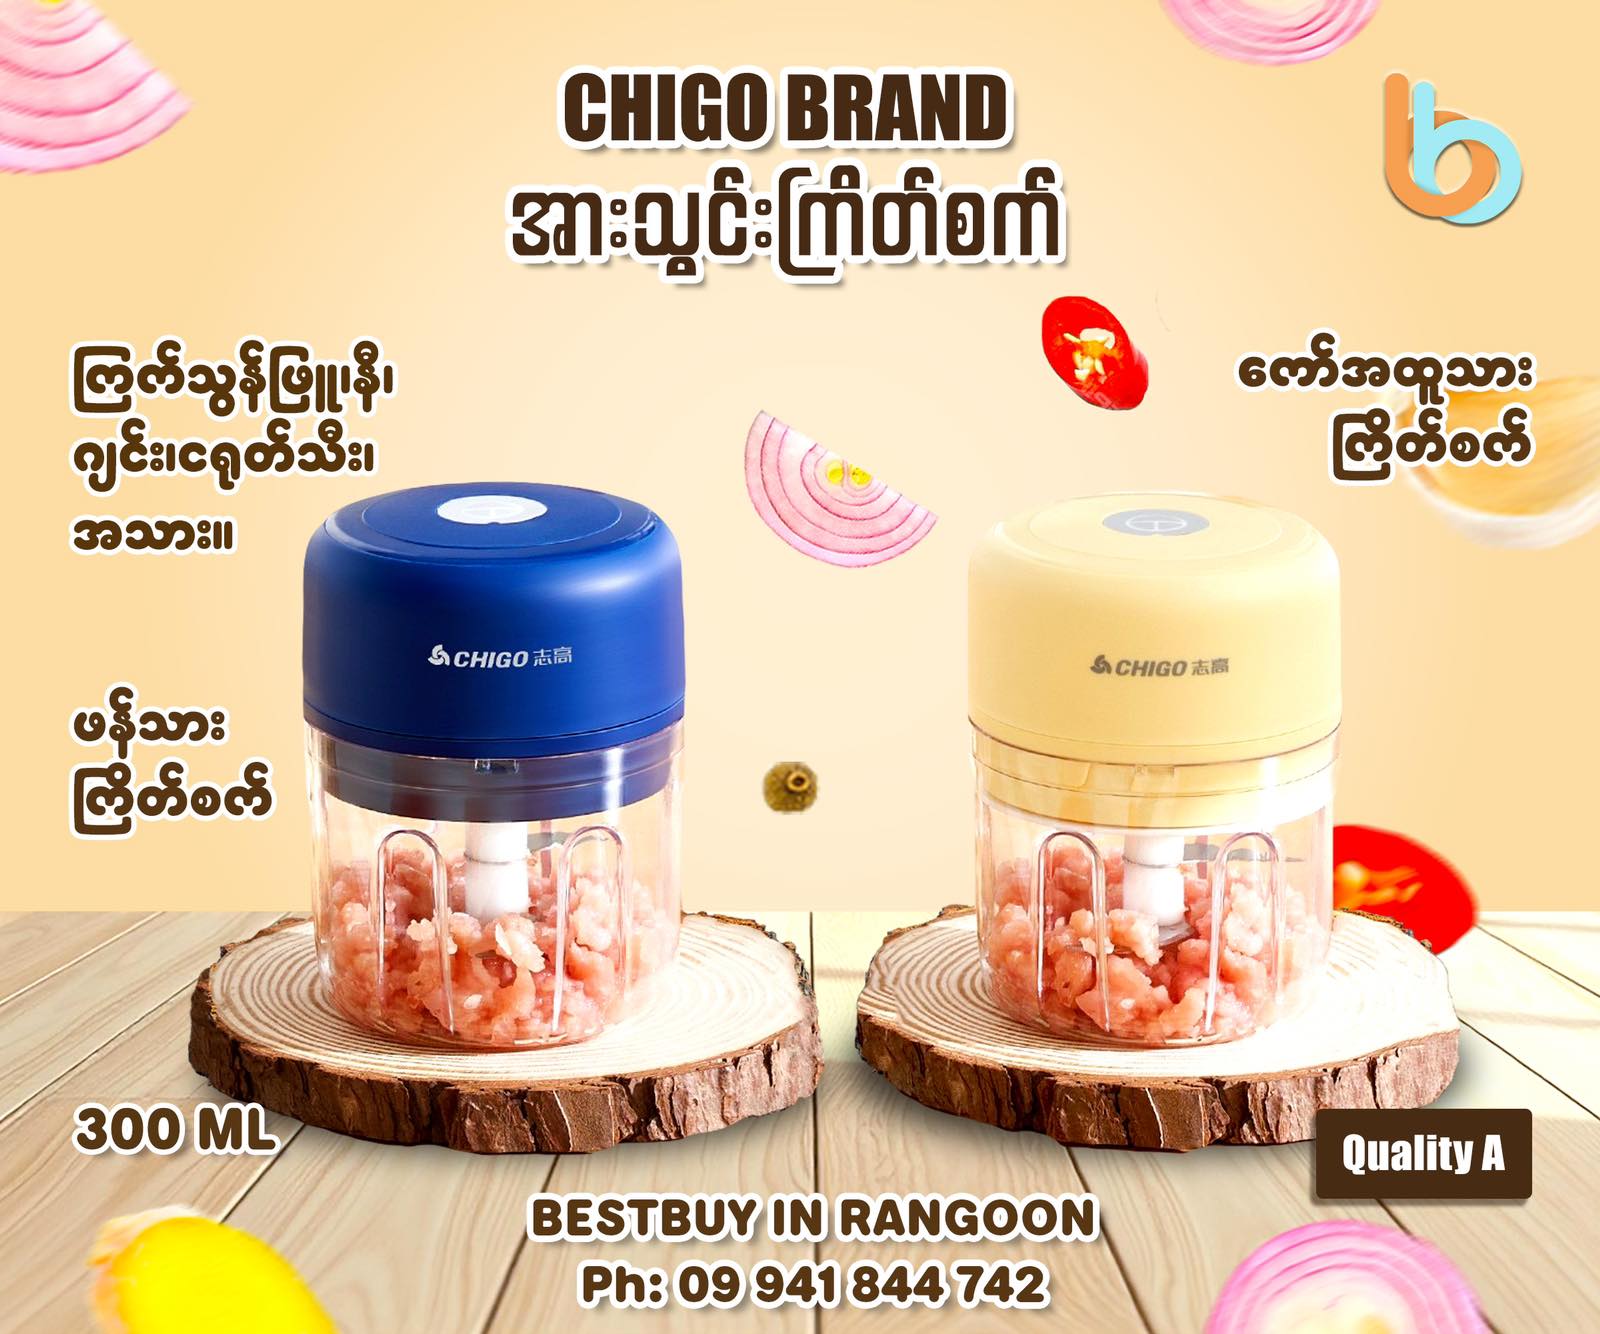 CHIGO BRAND
အားသွင်းကြိတ်စက်
ကြက်သွန်ဖြူ၊နီ၊
ဂျင်း၊ငရုတ်သီး၊
အသား။
ကော်အထူသား
ကြိတ်စက်
CHIGO 志高
CHIGO 志高
ဖန်သား
ကြိတ်စက်
300 ML
Quality A
BESTBUY IN RANGOON
Ph: 09 941 844 742